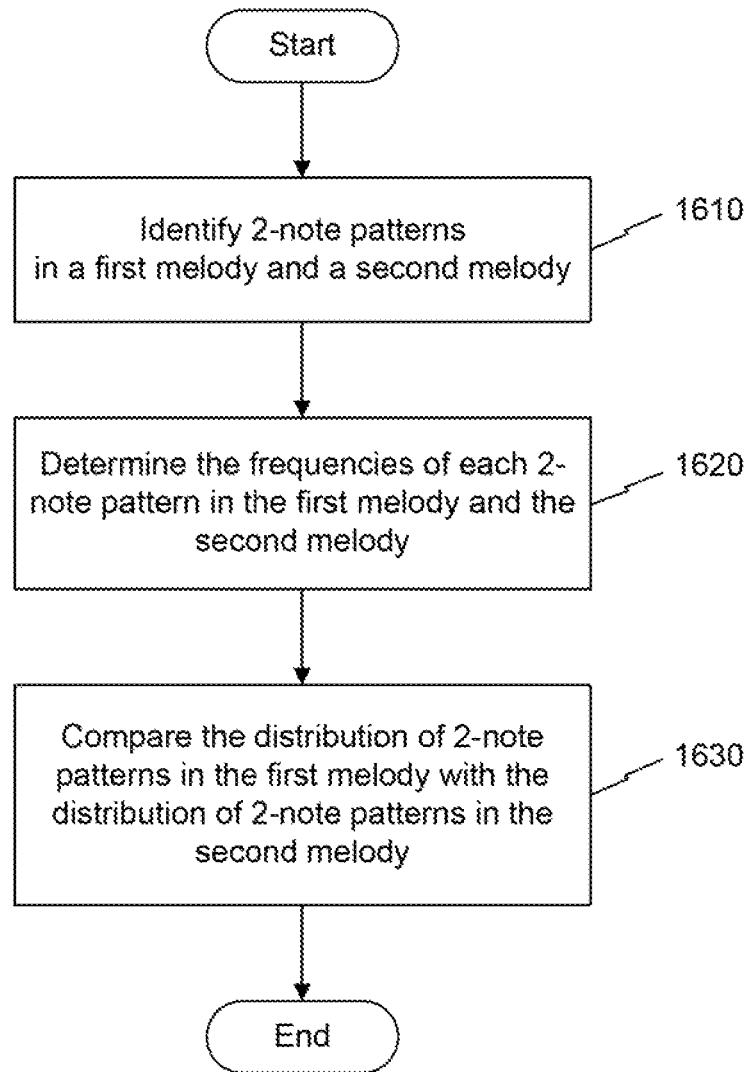 Start
Identify 2-note patterns
in a first melody and a second melody
1610
Determine the frequencies of each 2-
note pattern in the first melody and the
second melody
1620
Compare the distribution of 2-note
patterns in the first melody with the
distribution of 2-note patterns in the
second melody
1630
End